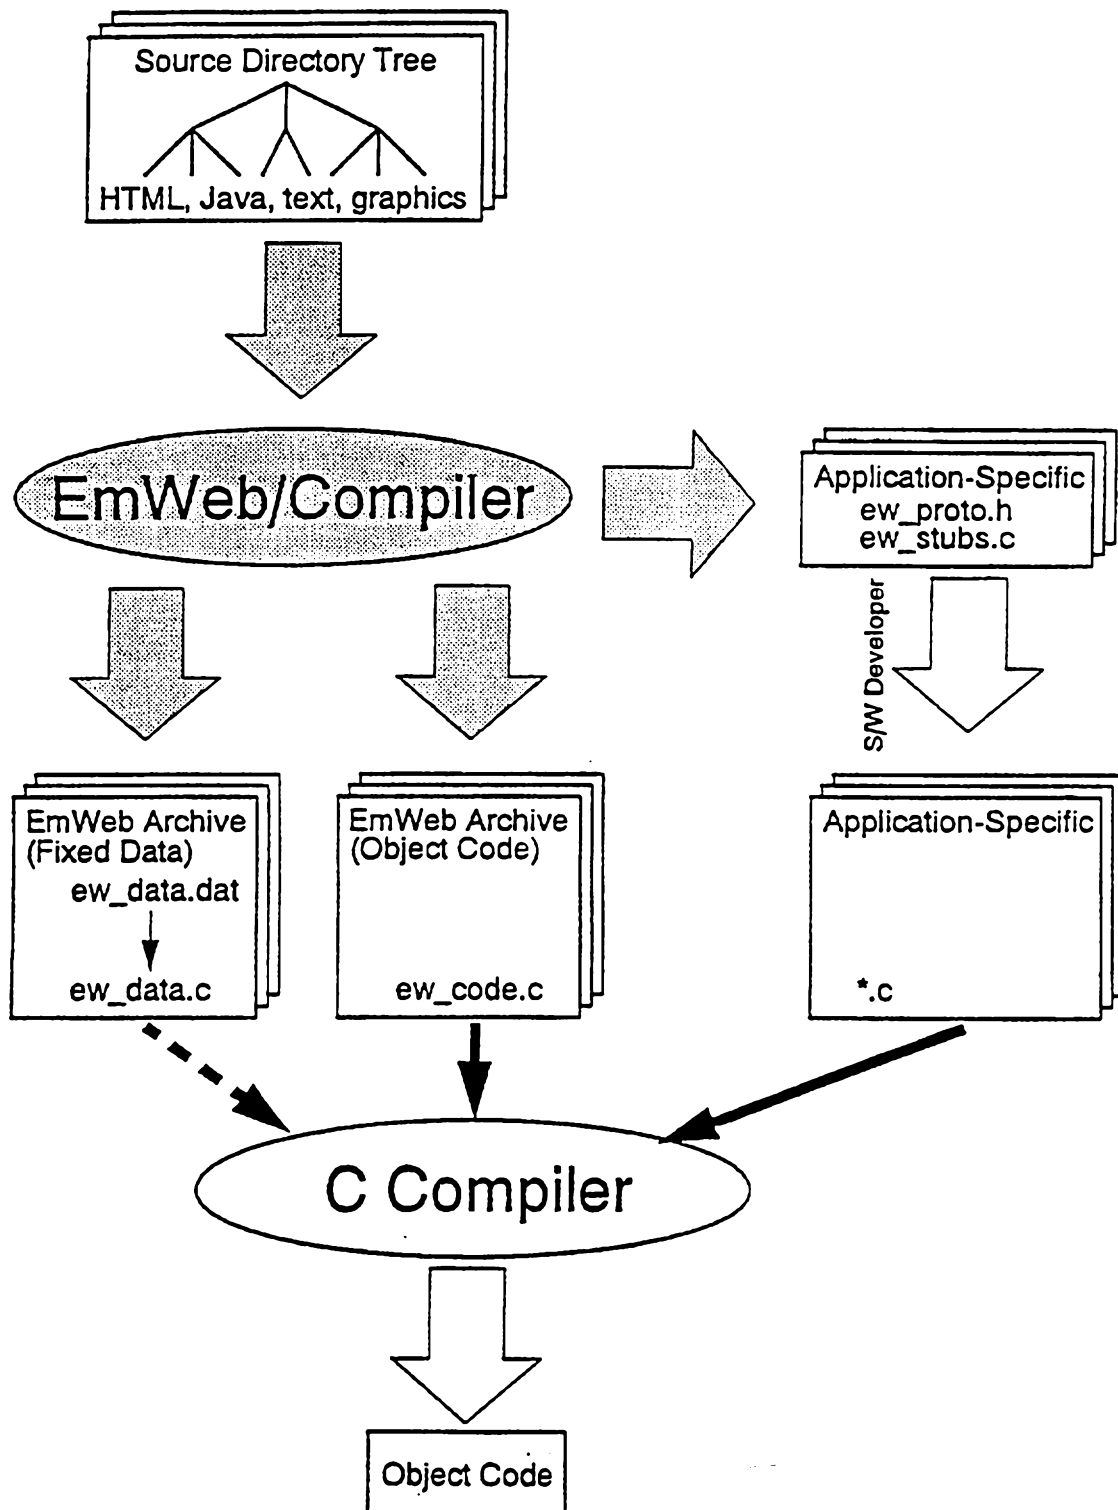 Source Directory Tree
HTML, Java, text, graphics
EmWeb/Compiler
Application-Specific
ew_proto.h
ew_stubs.c
S/W Developer
EmWeb Archive
(Fixed Data)
ew_data.dat
ew_data.c
EmWeb Archive
(Object Code)
ew_code.c
Application-Specific
*.c
C Compiler
Object Code